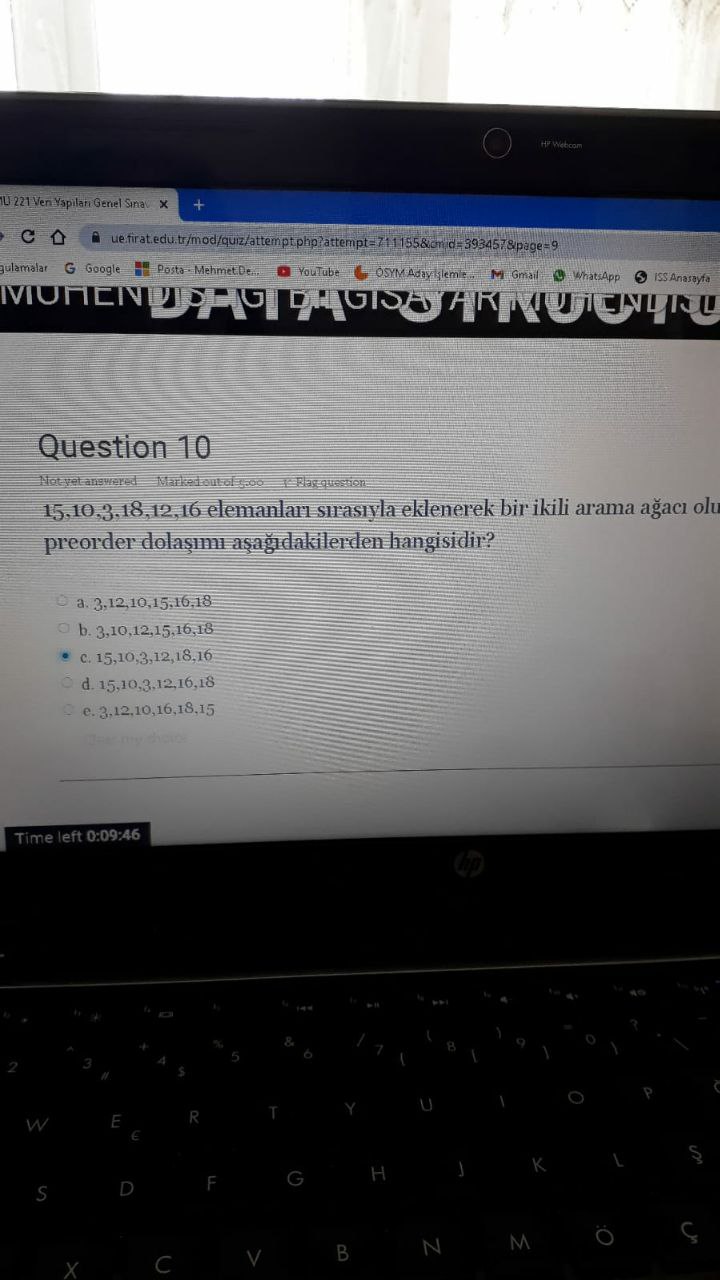 HP Webcam
MU 221 Veri Yapıları Genel Sınav
ue.firat.edu.tr/mod/quiz/attempt.php?attempt=711155&cmid=393457&page=9
gulamalar Google Posta - Mehmet.De... YouTube ÖSYM Aday İşlemle... Gmail WhatsApp ISS Anasayfa
Question 10
Not yet answered Marked out of 5.00 Flag question
15,10,3,18,12,16 elemanları sırasıyla eklenerek bir ikili arama ağacı olu
preorder dolaşımı aşağıdakilerden hangisidir?
a. 3,12,10,15,16,18
b. 3,10,12,15,16,18
c. 15,10,3,12,18,16
d. 15,10,3,12,16,18
e. 3,12,10,16,18,15
Clear my choice
Time left 0:09:46
hp
2 3 4 $ 5 & 6 / 7 ( 8 ) 9 = 0 ?
W E € R T Y U I O P
S D F G H J K L Ş
X C V B N M Ö Ç